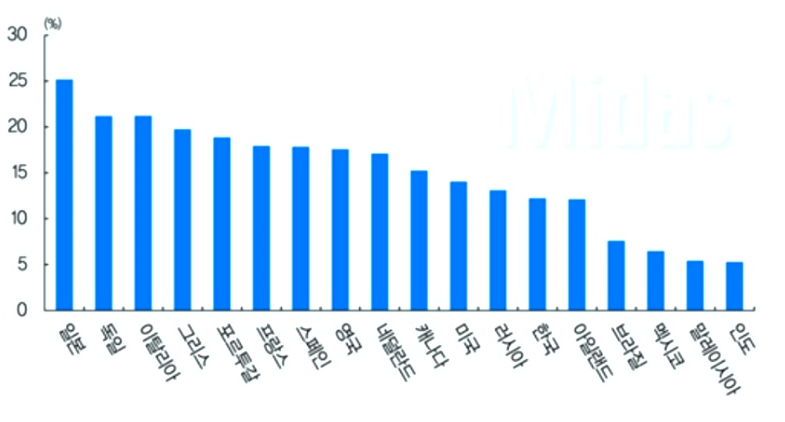 (%)
30
25
20
15
10
5
0
일본
독일
이탈리아
그리스
포르투갈
프랑스
스페인
영국
네덜란드
캐나다
미국
러시아
한국
아일랜드
브라질
멕시코
말레이시아
인도
Midas